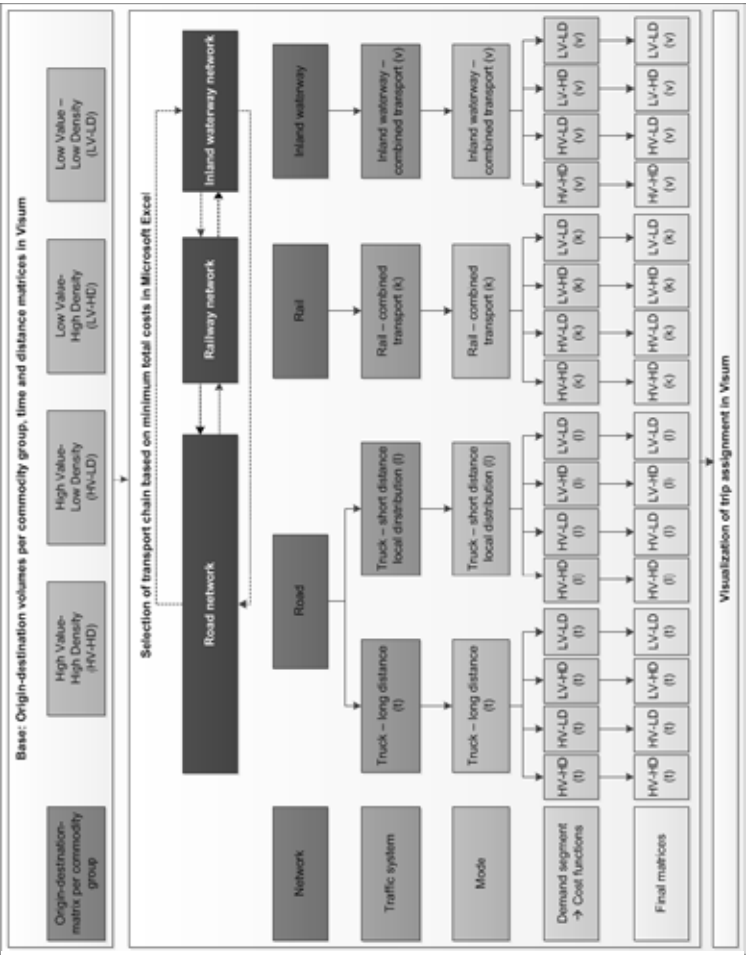 Base: Origin-destination volumes per commodity group, time and distance matrices in Visum
Origin-destination-
matrix per commodity
group
High Value-
High Density
(HV-HD)
High Value-
Low Density
(HV-LD)
Low Value-
High Density
(LV-HD)
Low Value –
Low Density
(LV-LD)
Selection of transport chain based on minimum total costs in Microsoft Excel
Road network
Railway network
Inland waterway network
Network
Road
Rail
Inland waterway
Traffic system
Truck – long distance
(t)
Truck – short distance
local dinstribution (l)
Rail – combined
transport (k)
Inland waterway –
combined transport (v)
Mode
Truck – long distance
(t)
Truck – short distance
local distribution (l)
Rail – combined
transport (k)
Inland waterway –
combined transport (v)
Demand segment
→ Cost functions
HV-HD
(t)
HV-LD
(t)
LV-HD
(t)
LV-LD
(t)
HV-HD
(l)
HV-LD
(l)
LV-HD
(l)
LV-LD
(l)
HV-HD
(k)
HV-LD
(k)
LV-HD
(k)
LV-LD
(k)
HV-HD
(v)
HV-LD
(v)
LV-HD
(v)
LV-LD
(v)
Final matrices
HV-HD
(t)
HV-LD
(t)
LV-HD
(t)
LV-LD
(t)
HV-HD
(l)
HV-LD
(l)
LV-HD
(l)
LV-LD
(l)
HV-HD
(k)
HV-LD
(k)
LV-HD
(k)
LV-LD
(k)
HV-HD
(v)
HV-LD
(v)
LV-HD
(v)
LV-LD
(v)
Visualization of trip assignment in Visum